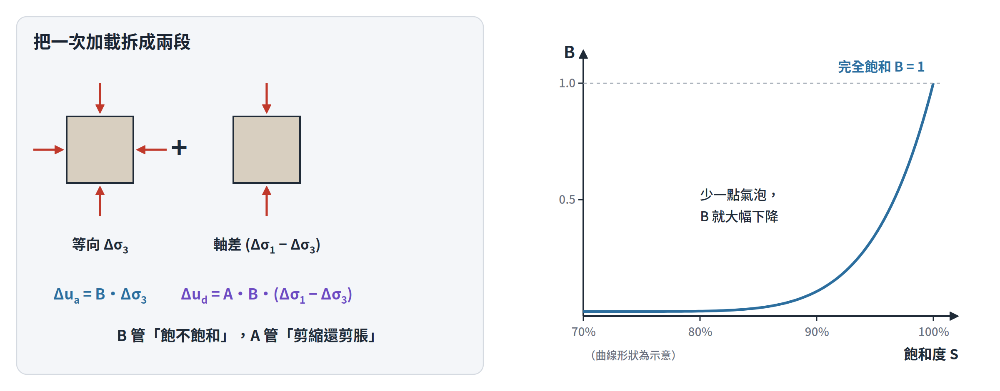 把一次加載拆成兩段
+
等向 Δσ₃
軸差 (Δσ₁ − Δσ₃)
Δuₐ = B・Δσ₃
Δu_d = A・B・(Δσ₁ − Δσ₃)
B 管「飽不飽和」，A 管「剪縮還剪脹」
B
完全飽和 B = 1
1.0
少一點氣泡，
B 就大幅下降
0.5
70% 80% 90% 100%
飽和度 S
（曲線形狀為示意）